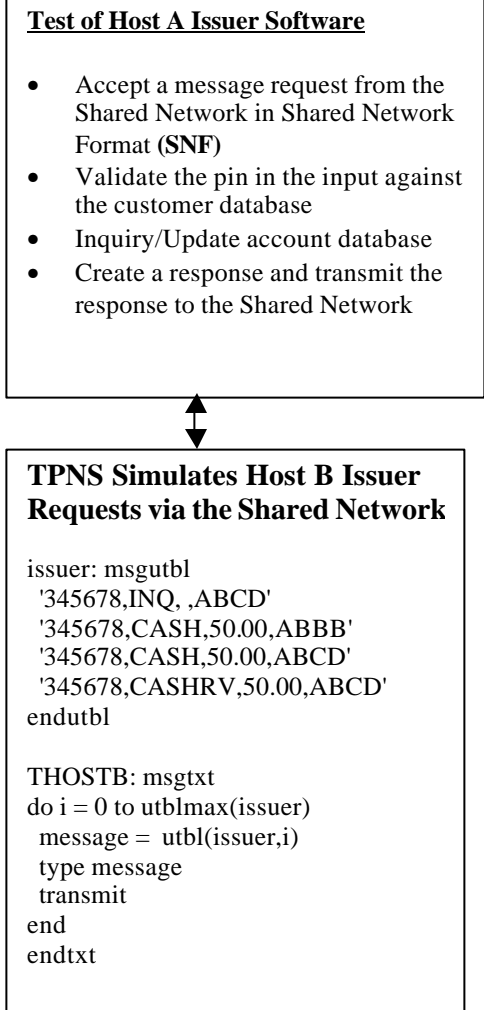 Test of Host A Issuer Software
• Accept a message request from the
Shared Network in Shared Network
Format (SNF)
• Validate the pin in the input against
the customer database
• Inquiry/Update account database
• Create a response and transmit the
response to the Shared Network
TPNS Simulates Host B Issuer
Requests via the Shared Network
issuer: msgutbl
'345678,INQ, ,ABCD'
'345678,CASH,50.00,ABBB'
'345678,CASH,50.00,ABCD'
'345678,CASHRV,50.00,ABCD'
endutbl
THOSTB: msgtxt
do i = 0 to utblmax(issuer)
message = utbl(issuer,i)
type message
transmit
end
endtxt